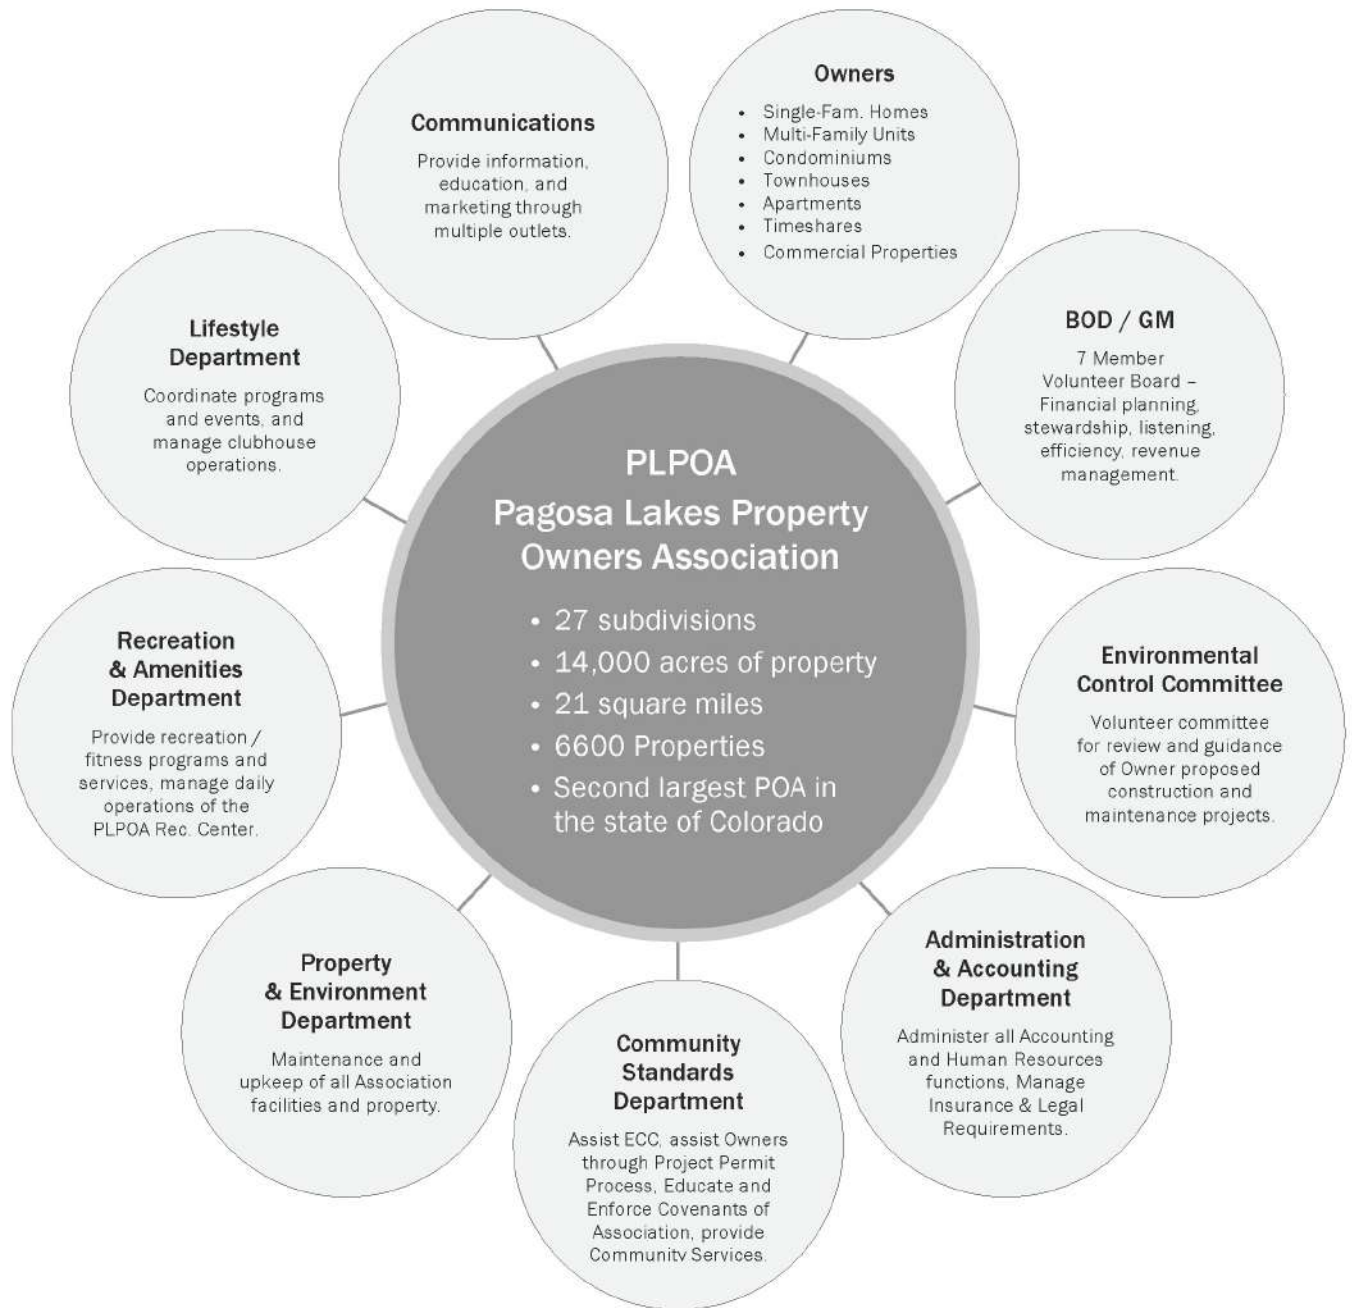 PLPOA
Pagosa Lakes Property
Owners Association
• 27 subdivisions
• 14,000 acres of property
• 21 square miles
• 6600 Properties
• Second largest POA in
the state of Colorado
Owners
• Single-Fam. Homes
• Multi-Family Units
• Condominiums
• Townhouses
• Apartments
• Timeshares
• Commercial Properties
BOD / GM
7 Member
Volunteer Board –
Financial planning,
stewardship, listening,
efficiency, revenue
management.
Environmental
Control Committee
Volunteer committee
for review and guidance
of Owner proposed
construction and
maintenance projects.
Administration
& Accounting
Department
Administer all Accounting
and Human Resources
functions, Manage
Insurance & Legal
Requirements.
Community
Standards
Department
Assist ECC, assist Owners
through Project Permit
Process, Educate and
Enforce Covenants of
Association, provide
Community Services.
Property
& Environment
Department
Maintenance and
upkeep of all Association
facilities and property.
Recreation
& Amenities
Department
Provide recreation /
fitness programs and
services, manage daily
operations of the
PLPOA Rec. Center.
Lifestyle
Department
Coordinate programs
and events, and
manage clubhouse
operations.
Communications
Provide information,
education, and
marketing through
multiple outlets.